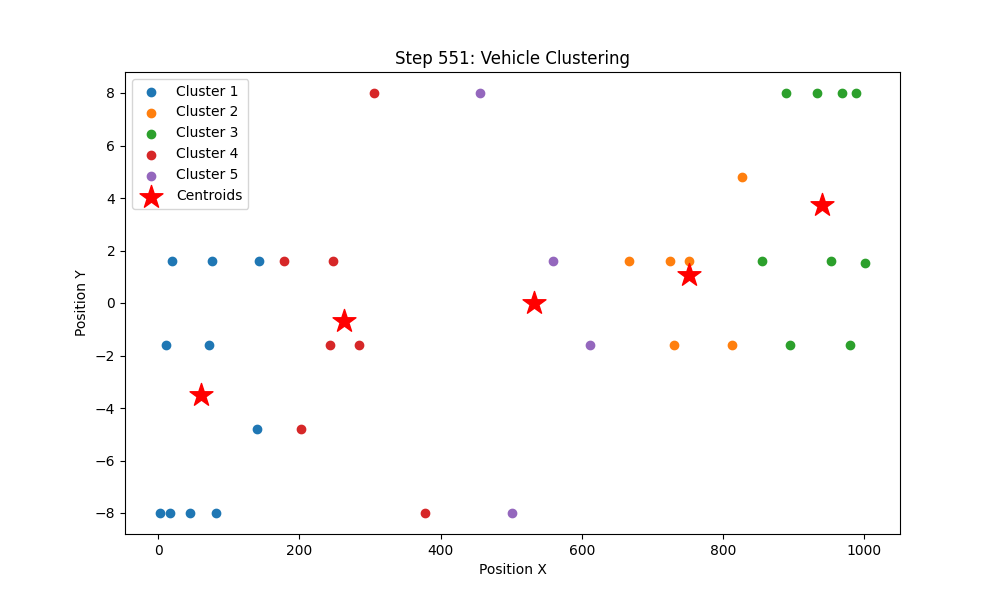 Step 551: Vehicle Clustering
Cluster 1
Cluster 2
Cluster 3
Cluster 4
Cluster 5
Centroids
8
6
4
2
0
−2
−4
−6
−8
Position Y
0 200 400 600 800 1000
Position X